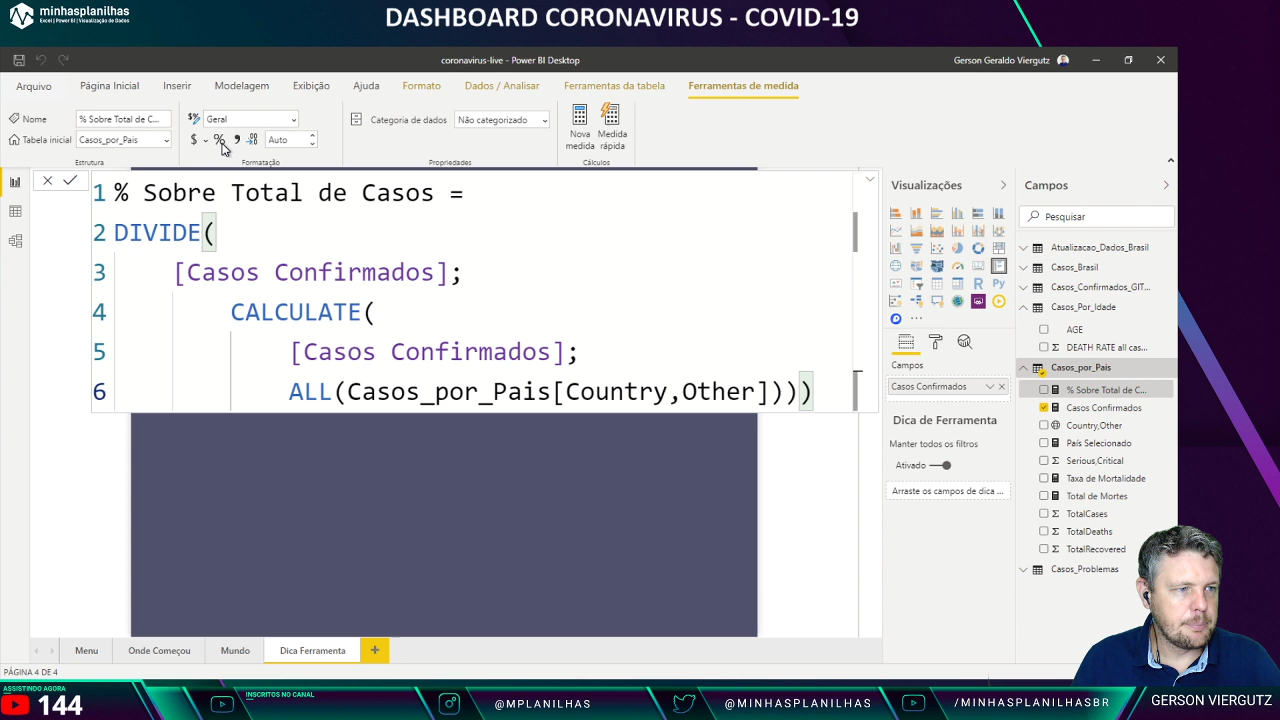 minhasplanilhas
Excel | Power BI | Visualização de Dados
DASHBOARD CORONAVIRUS - COVID-19
coronavirus-live - Power BI Desktop
Gerson Geraldo Viergutz
Arquivo
Página Inicial
Inserir
Modelagem
Exibição
Ajuda
Formato
Dados / Analisar
Ferramentas da tabela
Ferramentas de medida
Nome
% Sobre Total de C...
Geral
Categoria de dados
Não categorizado
Tabela inicial
Casos_por_Pais
$
%
Auto
Nova medida
Medida rápida
Estrutura
Formatação
Propriedades
Cálculos
1 % Sobre Total de Casos =
2 DIVIDE(
3 [Casos Confirmados];
4 CALCULATE(
5 [Casos Confirmados];
6 ALL(Casos_por_Pais[Country,Other])))
Visualizações
R
Py
Campos
Casos Confirmados
Dica de Ferramenta
Manter todos os filtros
Ativado
Arraste os campos de dica ...
Campos
Pesquisar
Atualizacao_Dados_Brasil
Casos_Brasil
Casos_Confirmados_GIT...
Casos_Por_Idade
AGE
DEATH RATE all cas...
Casos_por_Pais
% Sobre Total de C...
Casos Confirmados
Country,Other
País Selecionado
Serious,Critical
Taxa de Mortalidade
Total de Mortes
TotalCases
TotalDeaths
TotalRecovered
Casos_Problemas
Menu
Onde Começou
Mundo
Dica Ferramenta
PÁGINA 4 DE 4
ASSISTINDO AGORA
144
INSCRITOS NO CANAL
@MPLANILHAS
@MINHASPLANILHAS
/MINHASPLANILHASBR
GERSON VIERGUTZ